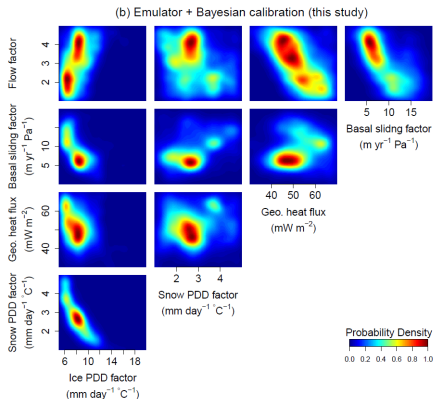 (b) Emulator + Bayesian calibration (this study)
Flow factor
2 3 4
Basal slidng factor
(m yr⁻¹ Pa⁻¹)
5 10 15
Basal sliding factor
(m yr⁻¹ Pa⁻¹)
5 10
Geo. heat flux
(mW m⁻²)
40 50 60
Geo. heat flux
(mW m⁻²)
40 50 60
Snow PDD factor
(mm day⁻¹ °C⁻¹)
2 3 4
Snow PDD factor
(mm day⁻¹ °C⁻¹)
2 3 4
Ice PDD factor
(mm day⁻¹ °C⁻¹)
6 8 10 14 18
Probability Density
0.0 0.2 0.4 0.6 0.8 1.0